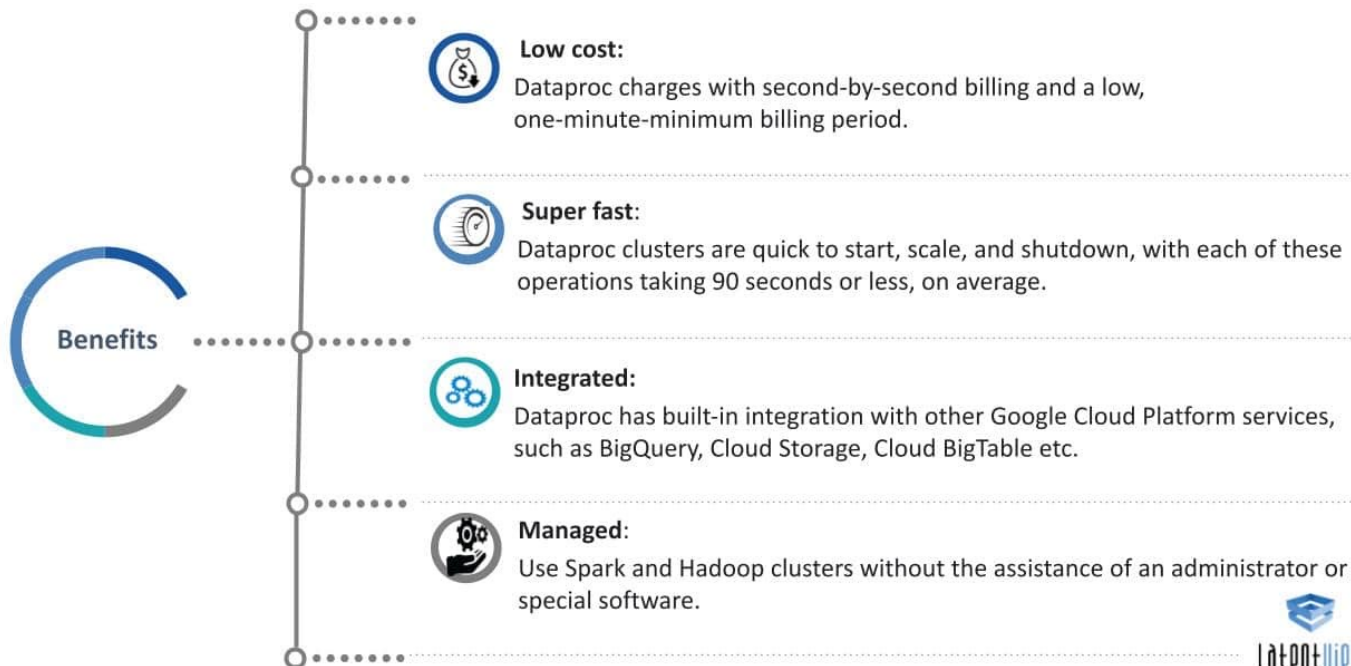 Low cost:
Dataproc charges with second-by-second billing and a low,
one-minute-minimum billing period.
Super fast:
Dataproc clusters are quick to start, scale, and shutdown, with each of these
operations taking 90 seconds or less, on average.
Benefits
Integrated:
Dataproc has built-in integration with other Google Cloud Platform services,
such as BigQuery, Cloud Storage, Cloud BigTable etc.
Managed:
Use Spark and Hadoop clusters without the assistance of an administrator or
special software.